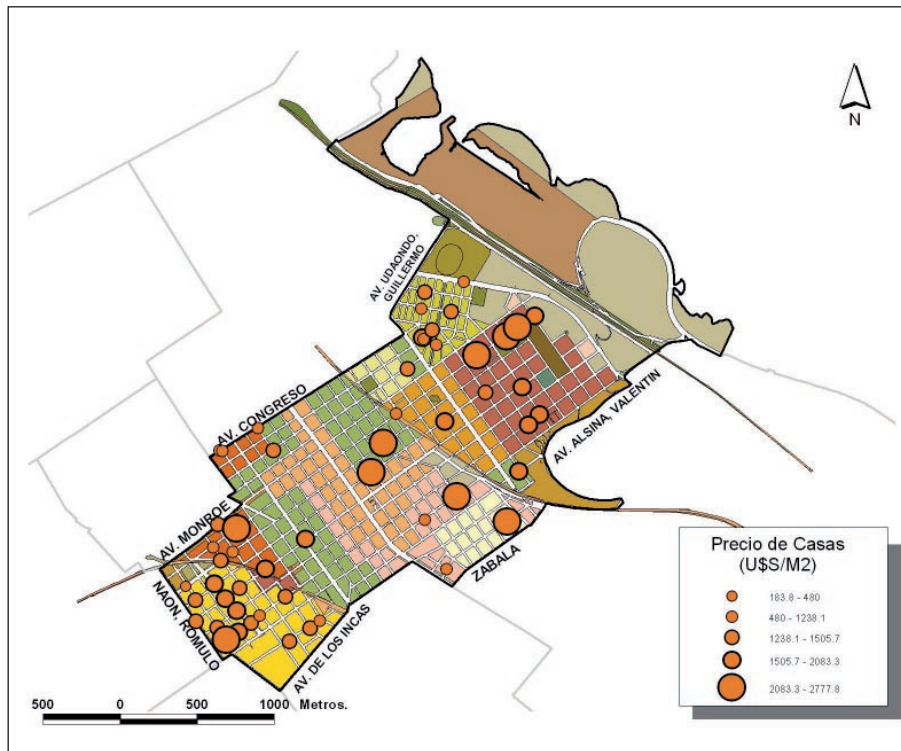 N
AV. UDAONDO,
GUILLERMO
AV. CONGRESO
AV. ALSINA, VALENTIN
AV. MONROE
ZABALA
NAON, ROMULO
AV. DE LOS INCAS
Precio de Casas
(U$S/M2)
183.8 - 480
480 - 1238.1
1238.1 - 1505.7
1505.7 - 2083.3
2083.3 - 2777.8
500 0 500 1000 Metros.